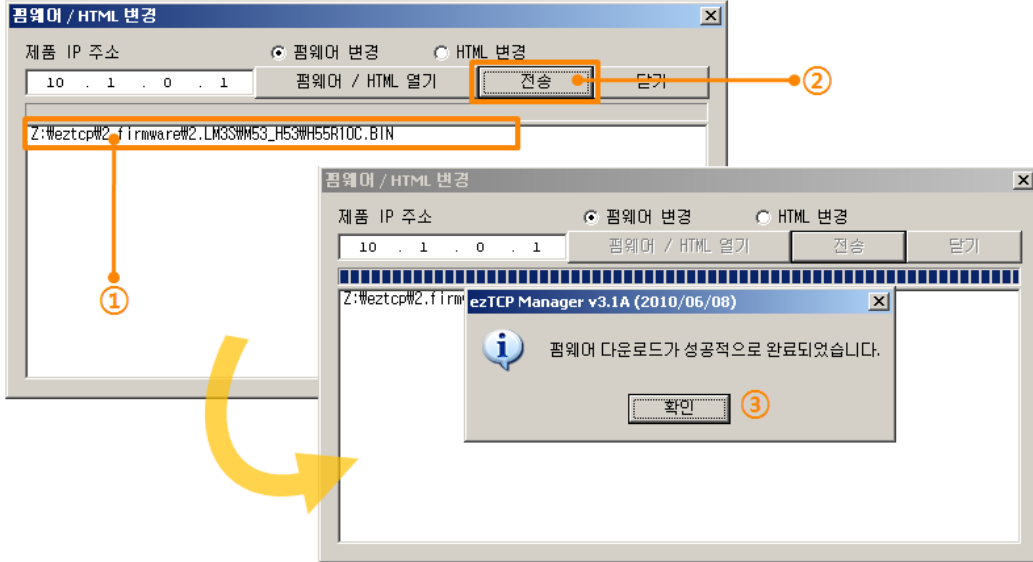 펌웨어 / HTML 변경
제품 IP 주소
펌웨어 변경
HTML 변경
10 . 1 . 0 . 1
펌웨어 / HTML 열기
전송
닫기
②
Z:₩eztcp₩2.firmware₩2.LM3S₩M53_H53₩H55R10C.BIN
①
펌웨어 / HTML 변경
제품 IP 주소
펌웨어 변경
HTML 변경
10 . 1 . 0 . 1
펌웨어 / HTML 열기
전송
닫기
Z:₩eztcp₩2.firm
ezTCP Manager v3.1A (2010/06/08)
펌웨어 다운로드가 성공적으로 완료되었습니다.
확인
③